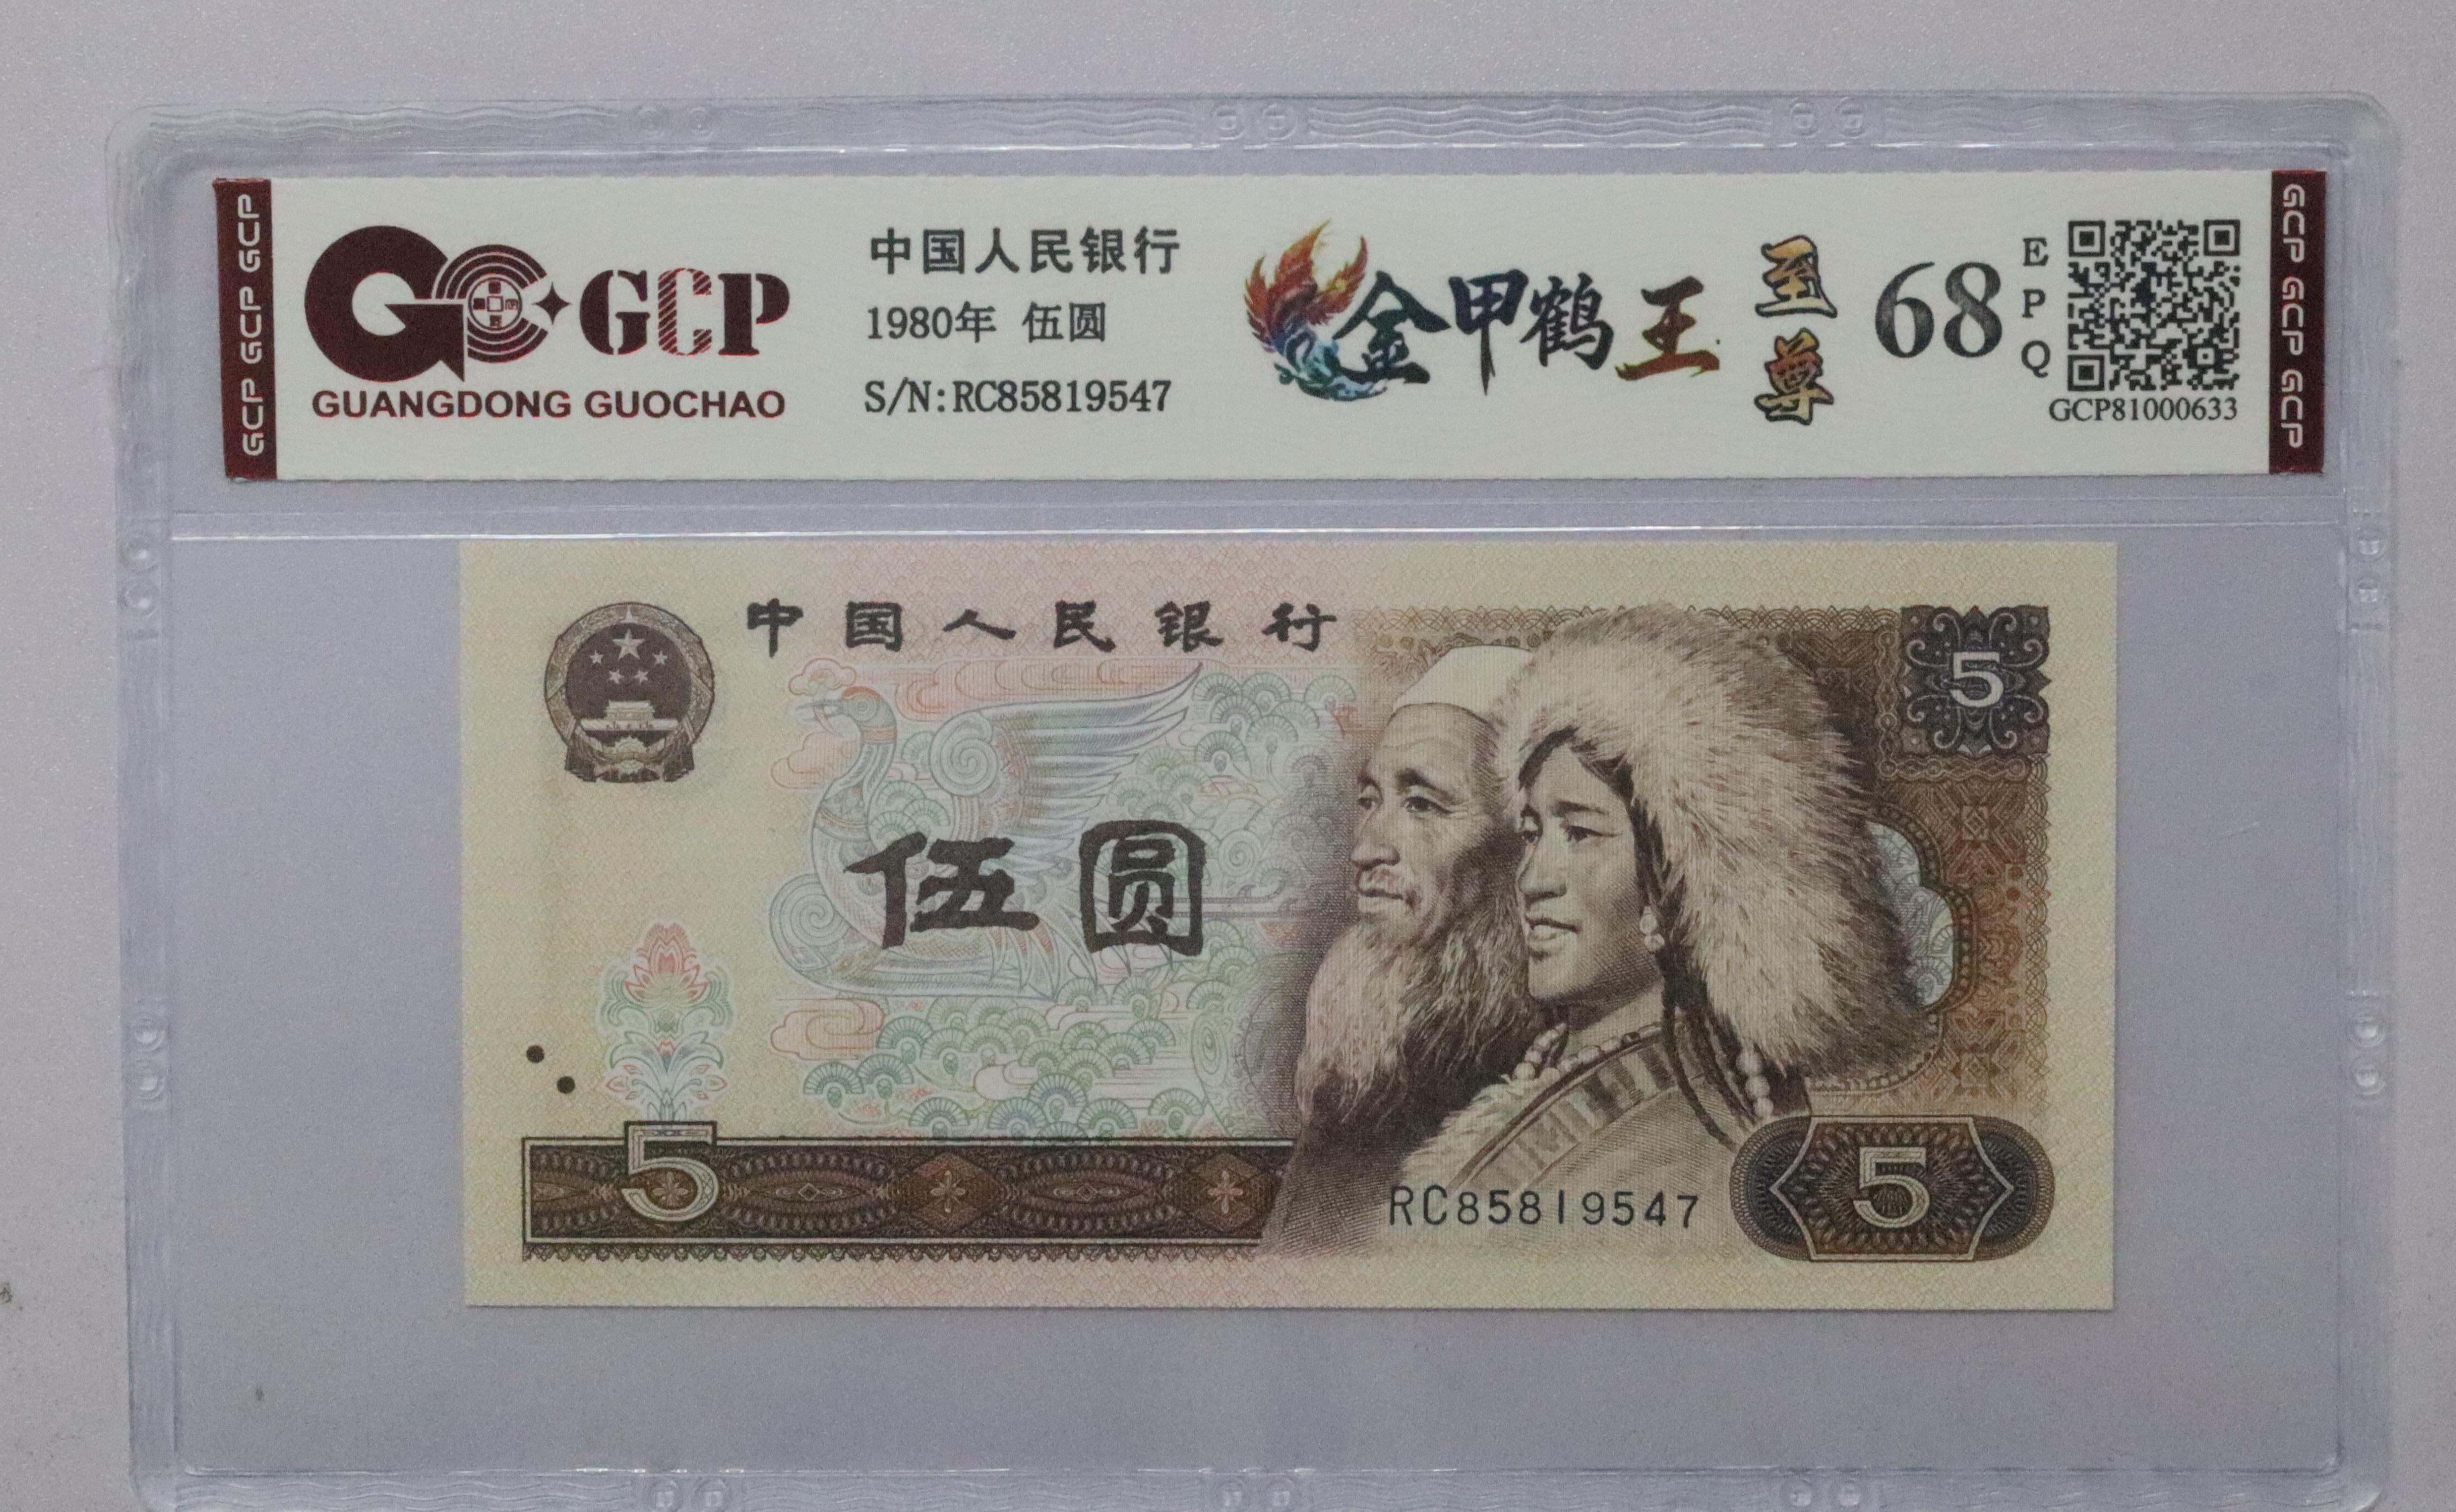 GCP GCP GCP
GCP
GUANGDONG GUOCHAO
中国人民银行
1980年 伍圆
S/N:RC85819547
金甲鹤王
至尊
68
EPQ
GCP81000633
GCP GCP GCP
中国人民银行
5
伍圆
5
RC85819547
5